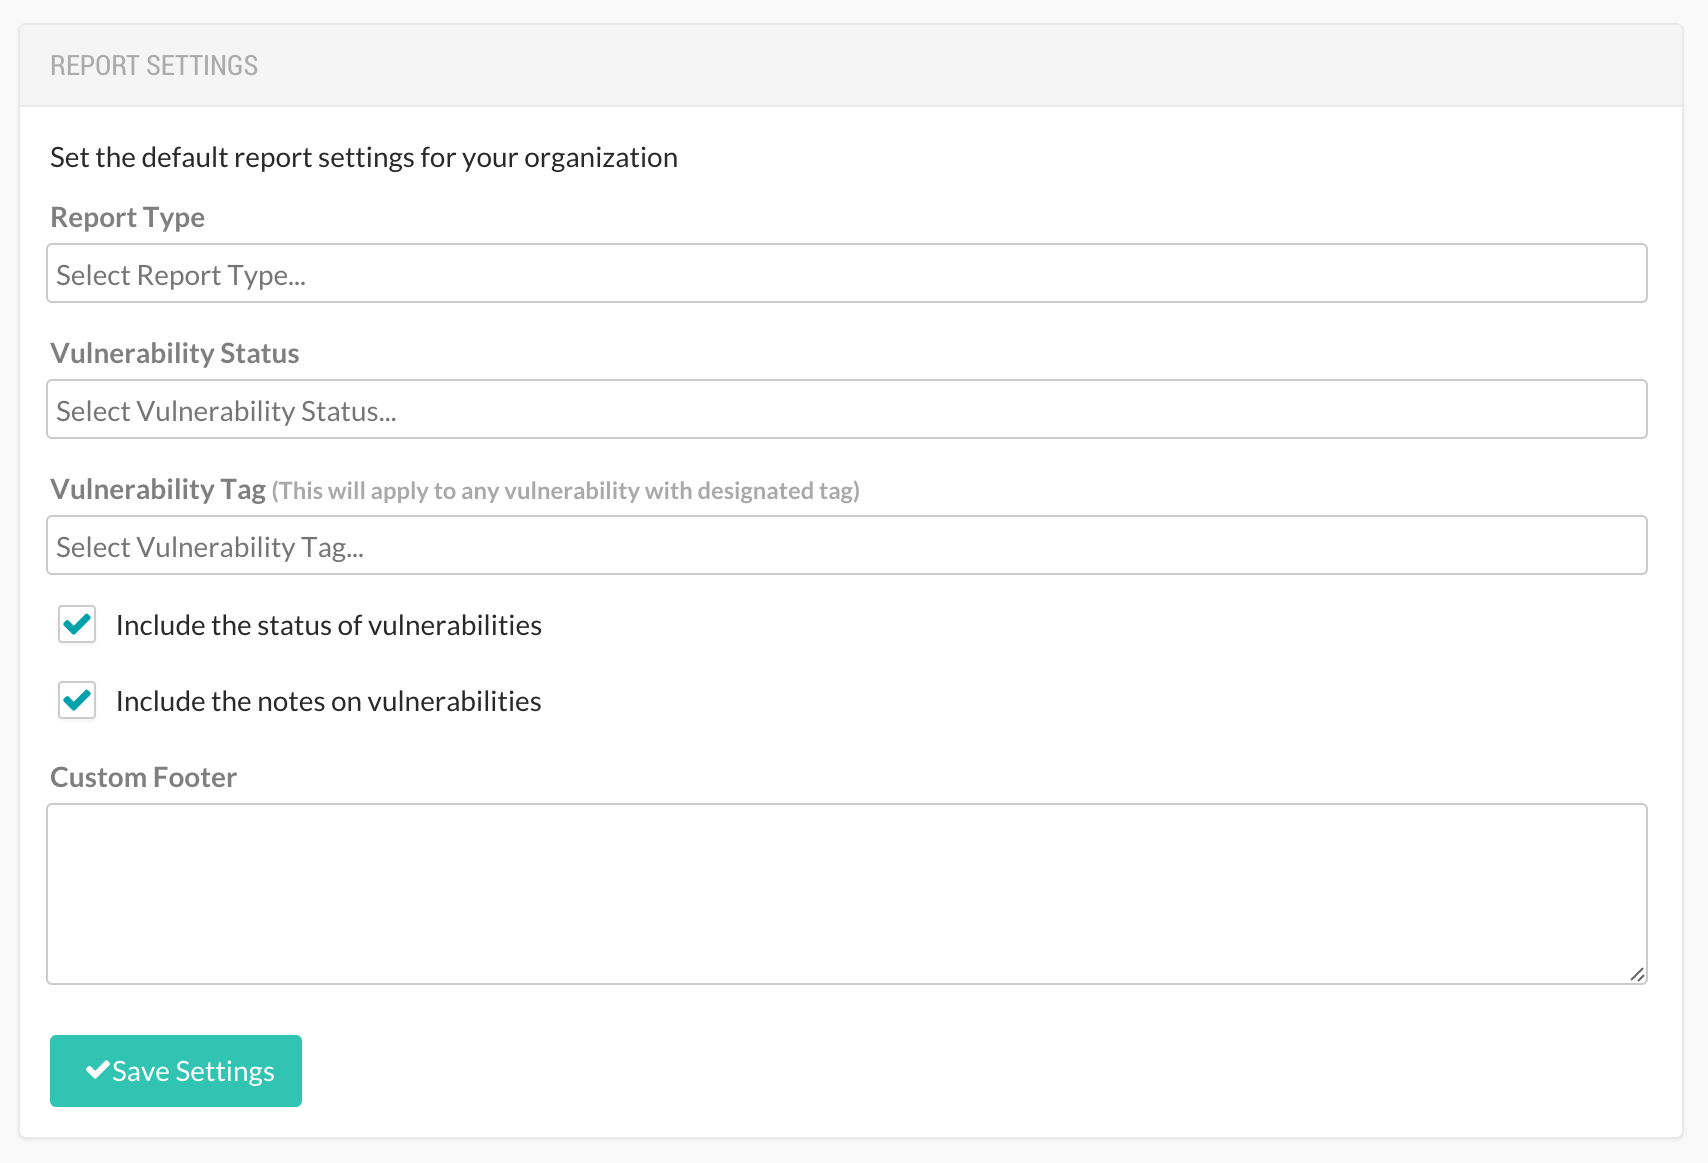 REPORT SETTINGS
Set the default report settings for your organization
Report Type
Select Report Type...
Vulnerability Status
Select Vulnerability Status...
Vulnerability Tag (This will apply to any vulnerability with designated tag)
Select Vulnerability Tag...
Include the status of vulnerabilities
Include the notes on vulnerabilities
Custom Footer
Save Settings